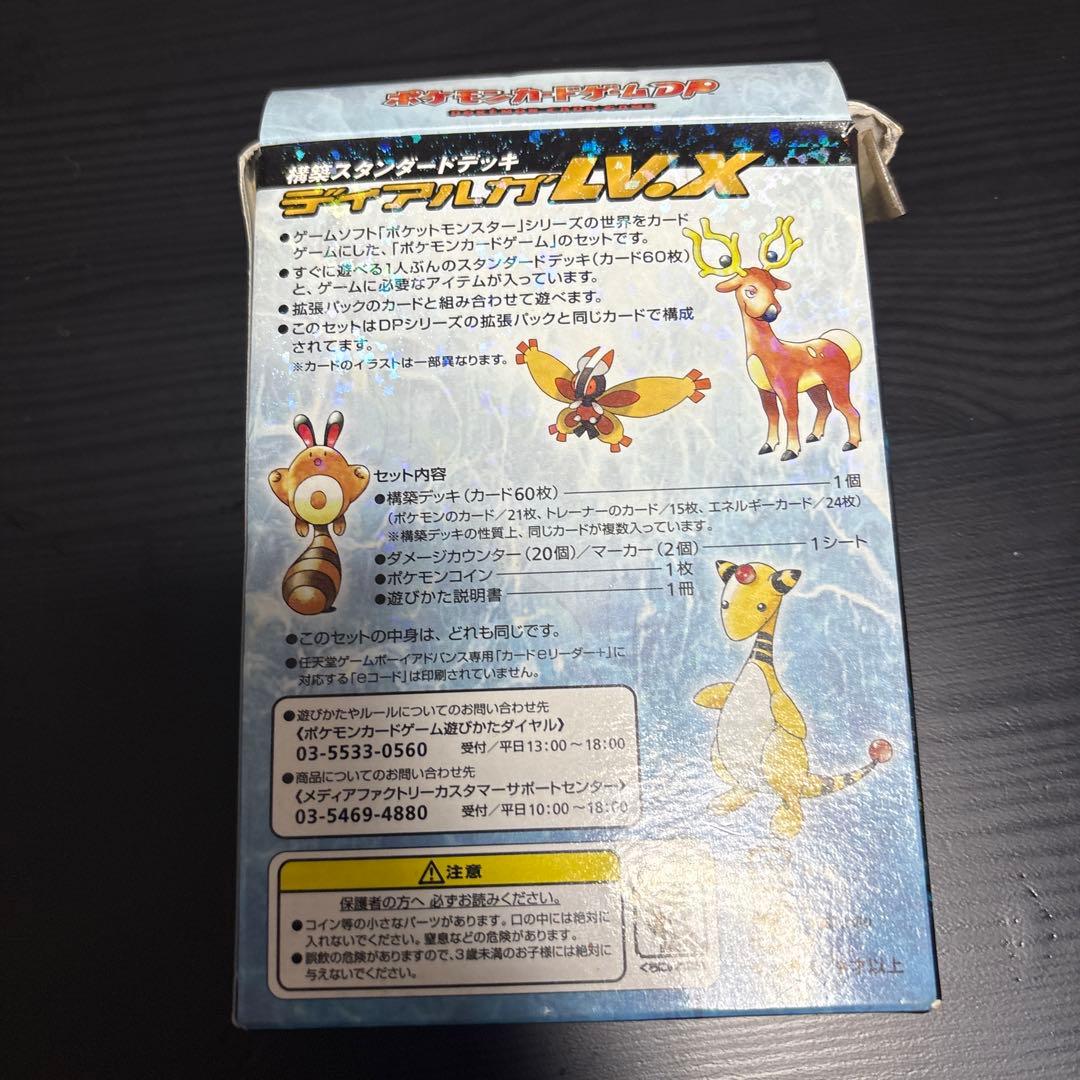 ポケモンカードゲームDP
POKÉMON CARD GAME
構築スタンダードデッキ
ディアルガLV.X
●ゲームソフト「ポケットモンスター」シリーズの世界をカード
ゲームにした、「ポケモンカードゲーム」のセットです。
●すぐに遊べる1人ぶんのスタンダードデッキ(カード60枚)
と、ゲームに必要なアイテムが入っています。
●拡張パックのカードと組み合わせて遊べます。
●このセットはDPシリーズの拡張パックと同じカードで構成
されてます。
※カードのイラストは一部異なります。
セット内容
●構築デッキ(カード60枚) 1個
(ポケモンのカード/21枚、トレーナーのカード/15枚、エネルギーカード/24枚)
※構築デッキの性質上、同じカードが複数入っています。
●ダメージカウンター(20個)/マーカー(2個) 1シート
●ポケモンコイン 1枚
●遊びかた説明書 1冊
●このセットの中身は、どれも同じです。
●任天堂ゲームボーイアドバンス専用「カードeリーダー+」に
対応する「eコード」は印刷されていません。
●遊びかたやルールについてのお問い合わせ先
《ポケモンカードゲーム遊びかたダイヤル》
03-5533-0560 受付/平日13:00〜18:00
●商品についてのお問い合わせ先
《メディアファクトリーカスタマーサポートセンター》
03-5469-4880 受付/平日10:00〜18:00
⚠注意
保護者の方へ 必ずお読みください。
●コイン等の小さなパーツがあります。口の中には絶対に
入れないでください。窒息などの危険があります。
●誤飲の危険がありますので、3歳未満のお子様には絶対に
与えないでください。
才以上